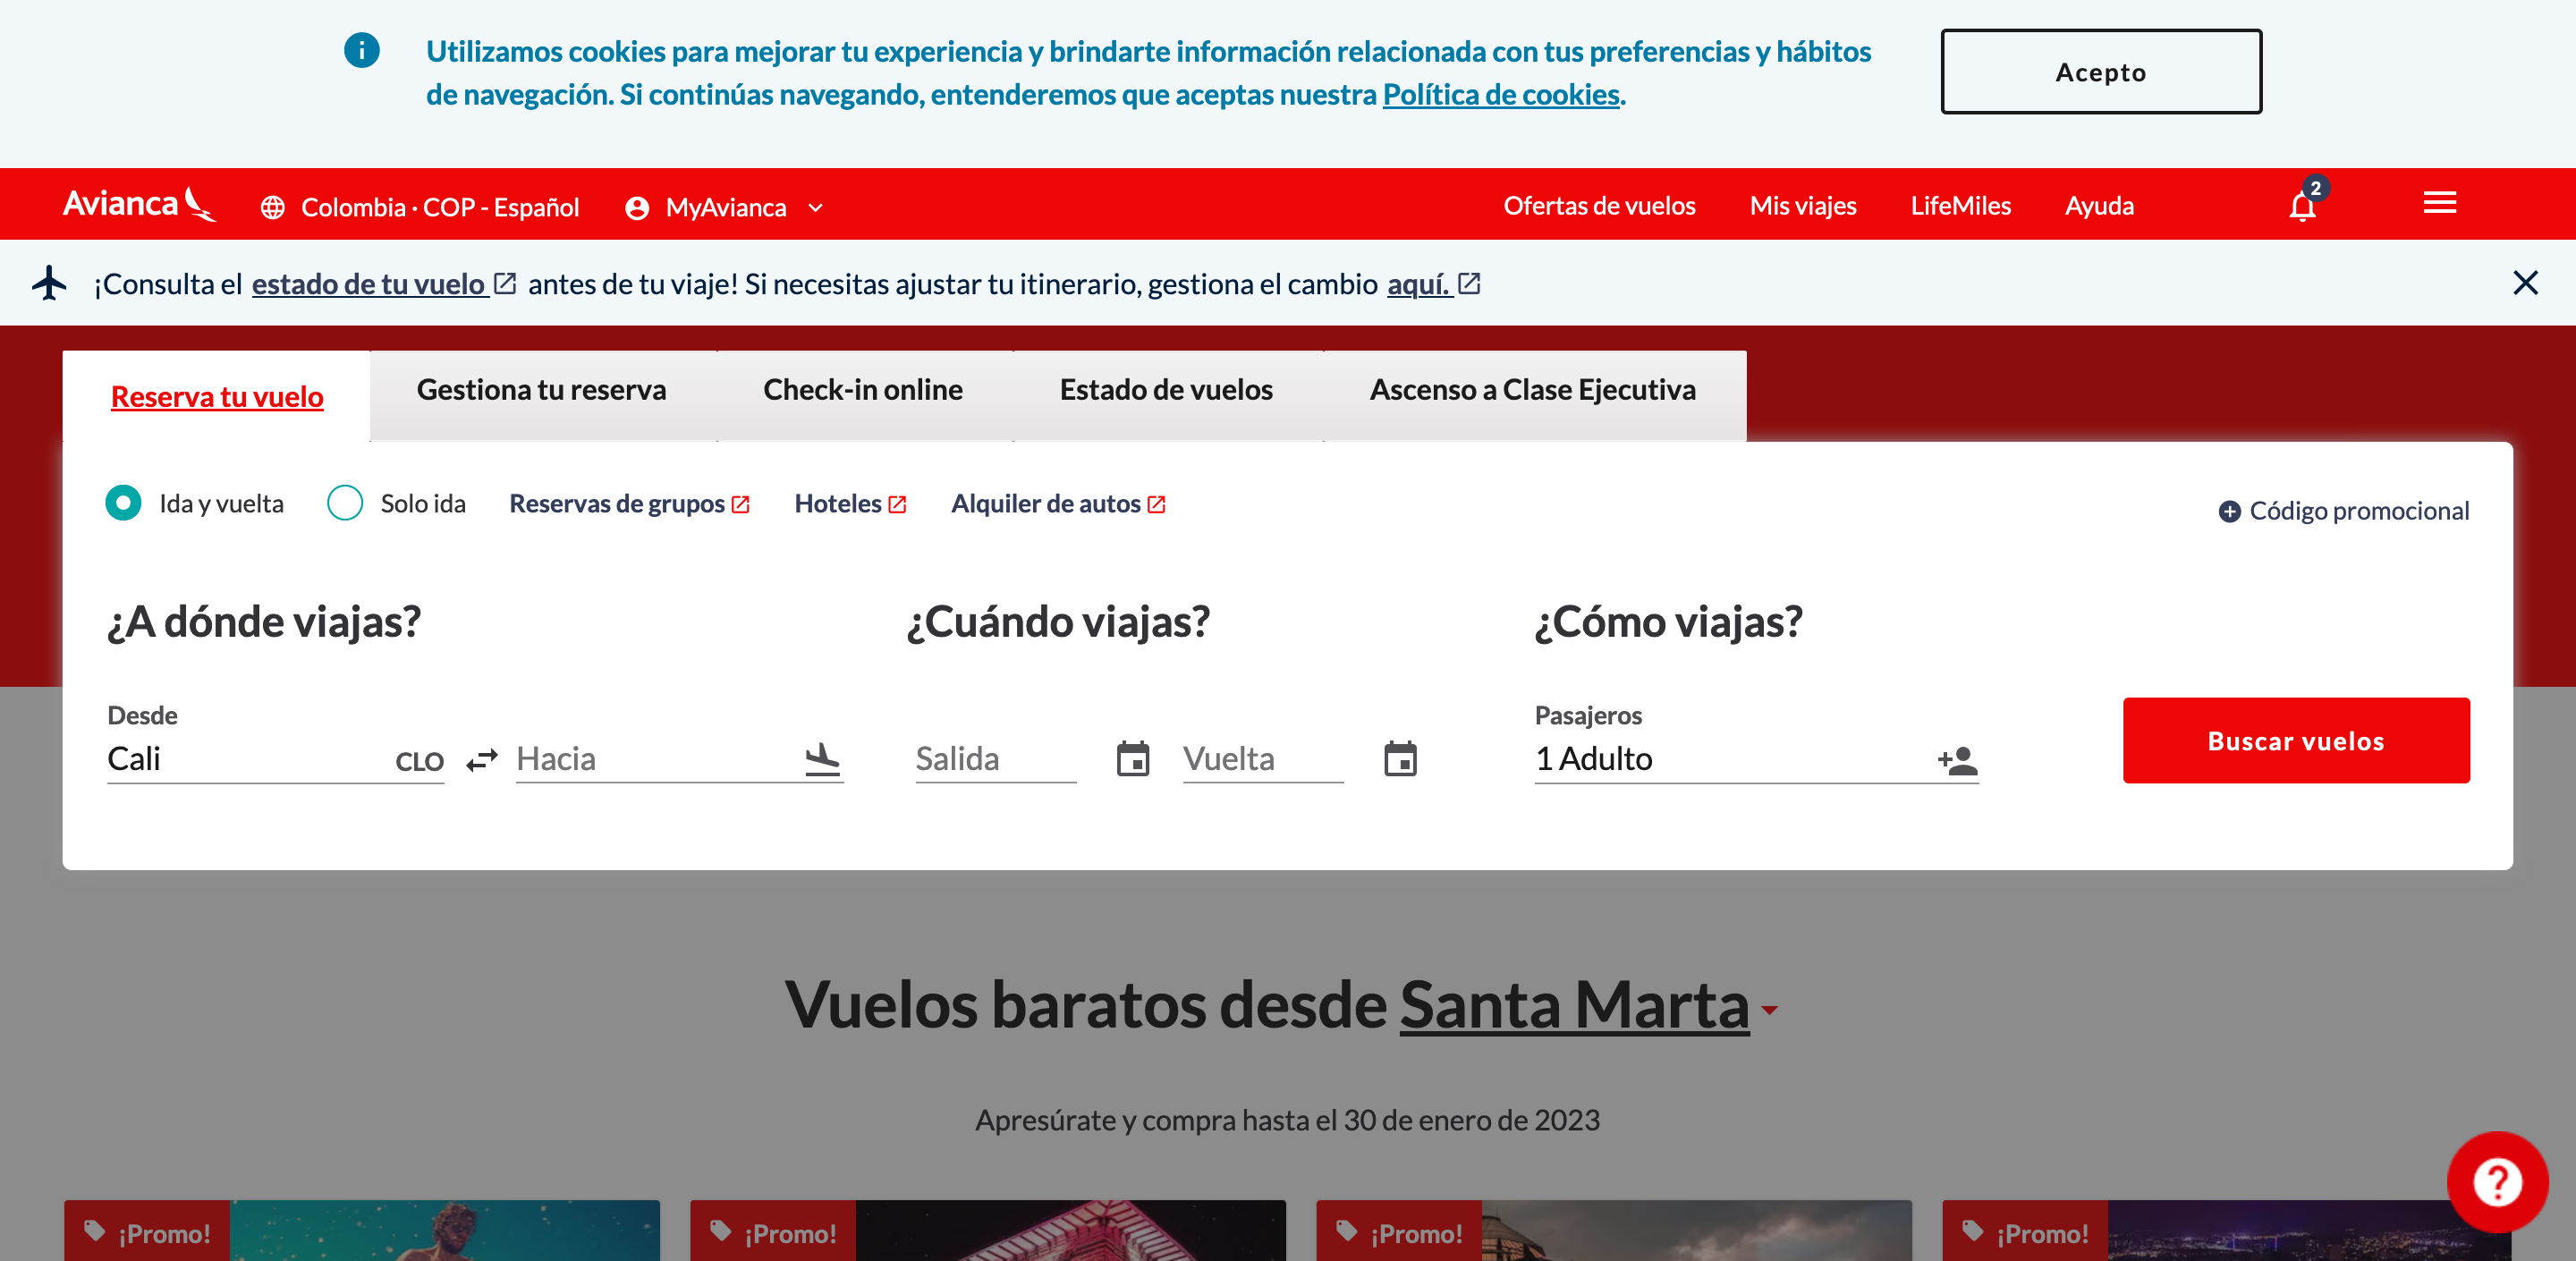 Utilizamos cookies para mejorar tu experiencia y brindarte información relacionada con tus preferencias y hábitos
de navegación. Si continúas navegando, entenderemos que aceptas nuestra Política de cookies.
Acepto
Avianca
Colombia · COP - Español
MyAvianca
Ofertas de vuelos
Mis viajes
LifeMiles
Ayuda
2
¡Consulta el estado de tu vuelo antes de tu viaje! Si necesitas ajustar tu itinerario, gestiona el cambio aquí.
Reserva tu vuelo
Gestiona tu reserva
Check-in online
Estado de vuelos
Ascenso a Clase Ejecutiva
Ida y vuelta
Solo ida
Reservas de grupos
Hoteles
Alquiler de autos
Código promocional
¿A dónde viajas?
¿Cuándo viajas?
¿Cómo viajas?
Desde
Cali
CLO
Hacia
Salida
Vuelta
Pasajeros
1 Adulto
Buscar vuelos
Vuelos baratos desde Santa Marta
Apresúrate y compra hasta el 30 de enero de 2023
¡Promo!
¡Promo!
¡Promo!
¡Promo!